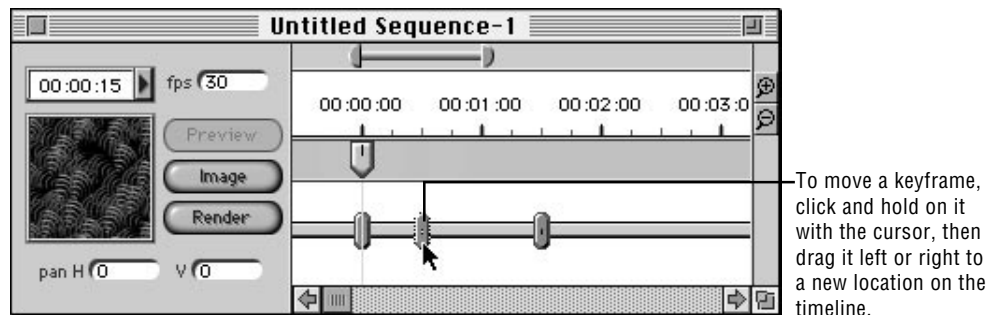 Untitled Sequence-1
00:00:15 fps 30
00:00:00 00:01:00 00:02:00 00:03:0
Preview
Image
Render
pan H 0 V 0
To move a keyframe,
click and hold on it
with the cursor, then
drag it left or right to
a new location on the
timeline.